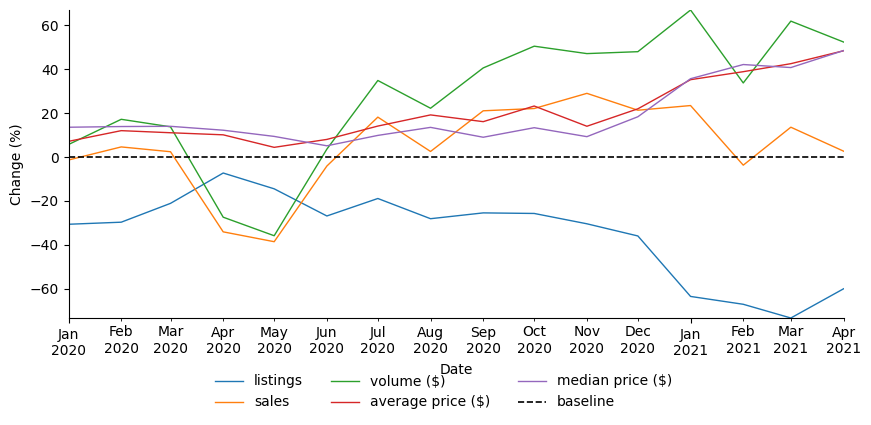 60
40
20
0
−20
−40
−60
Change (%)
Jan Feb Mar Apr May Jun Jul Aug Sep Oct Nov Dec Jan Feb Mar Apr
2020 2020 2020 2020 2020 2020 2020 2020 2020 2020 2020 2020 2021 2021 2021 2021
Date
listings volume ($) median price ($)
sales average price ($) baseline